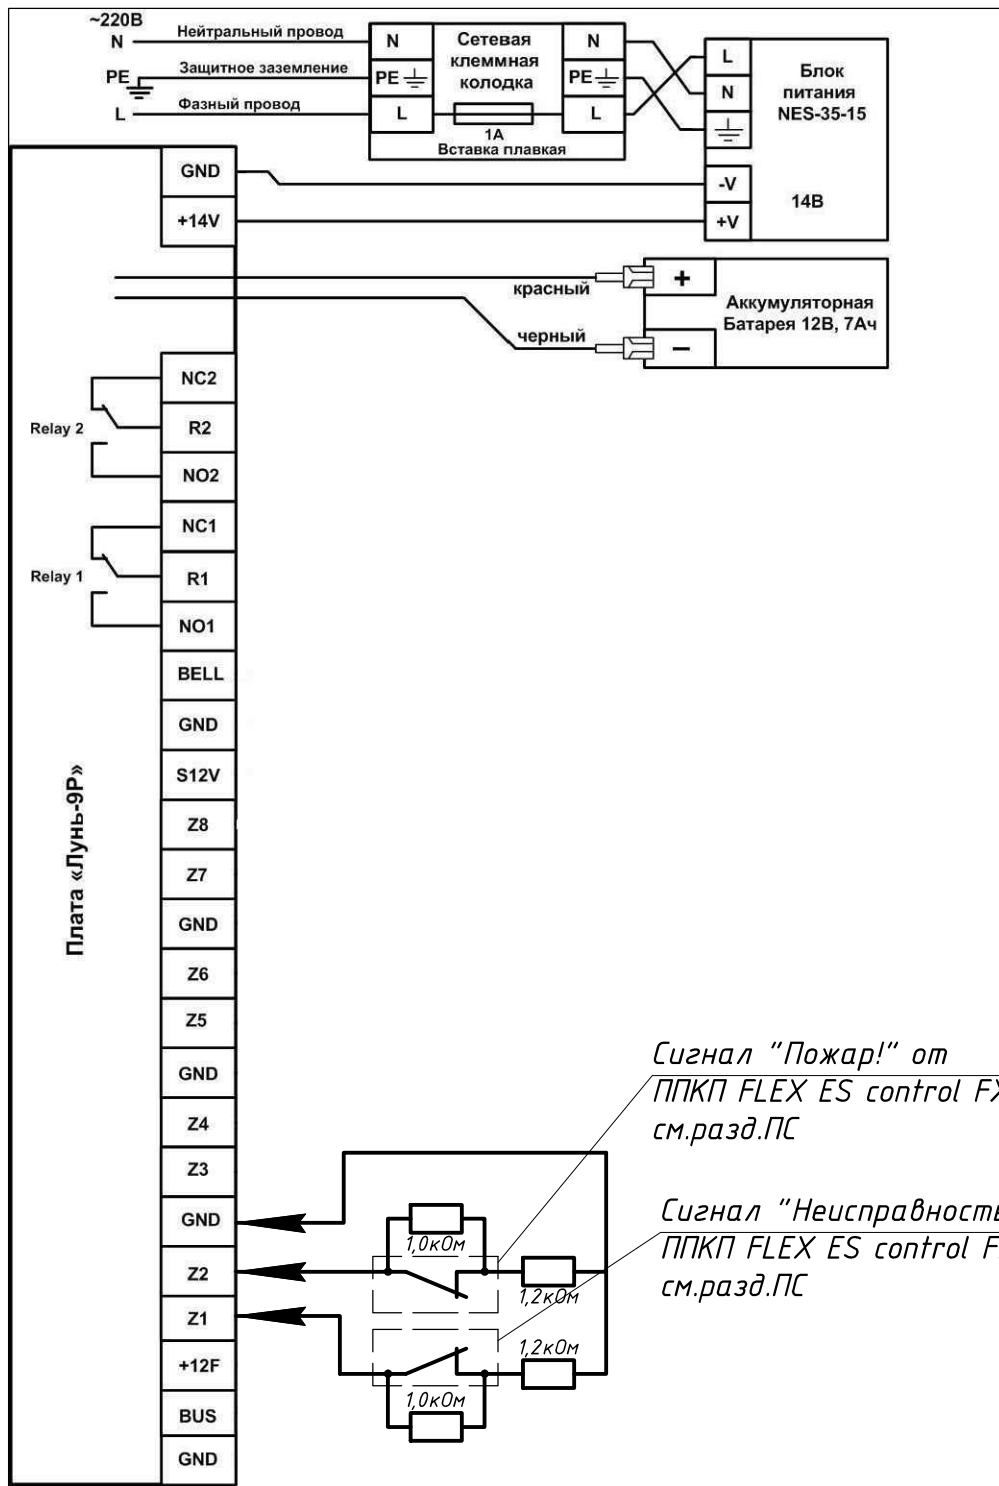 ~220В
N
Нейтральный провод
PE
Защитное заземление
L
Фазный провод
N
PE
L
Сетевая
клеммная
колодка
1А
Вставка плавкая
N
PE
L
L
N
-V
+V
Блок
питания
NES-35-15
14В
GND
+14V
красный
черный
+
−
Аккумуляторная
Батарея 12В, 7Ач
Relay 2
NC2
R2
NO2
Relay 1
NC1
R1
NO1
BELL
GND
S12V
Z8
Z7
GND
Z6
Z5
GND
Z4
Z3
GND
Z2
Z1
+12F
BUS
GND
Плата «Лунь-9Р»
Сигнал "Пожар!" от
ППКП FLEX ES control FX
см.разд.ПС
Сигнал "Неисправность
ППКП FLEX ES control F
см.разд.ПС
1,0кОм
1,2кОм
1,2кОм
1,0кОм